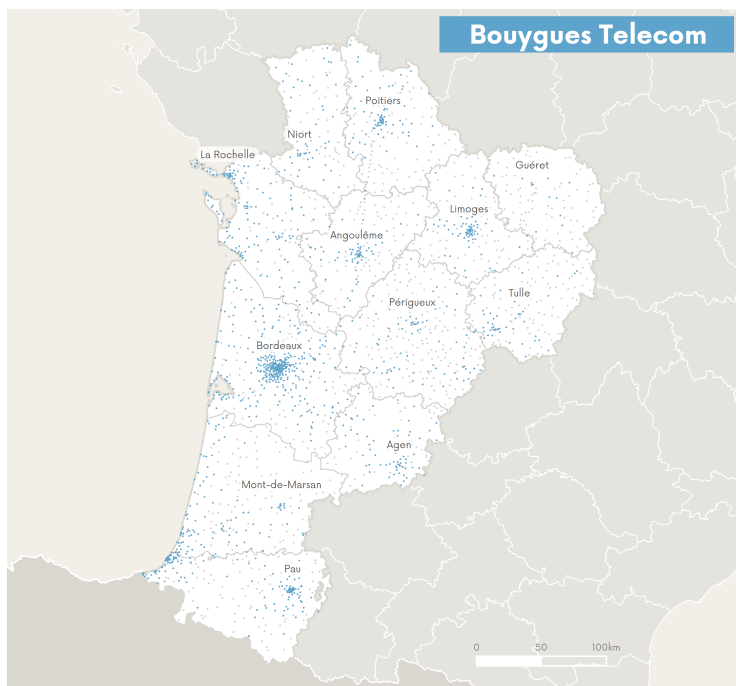 Bouygues Telecom
Poitiers
Niort
La Rochelle
Guéret
Limoges
Angoulême
Tulle
Périgueux
Bordeaux
Agen
Mont-de-Marsan
Pau
0 50 100km